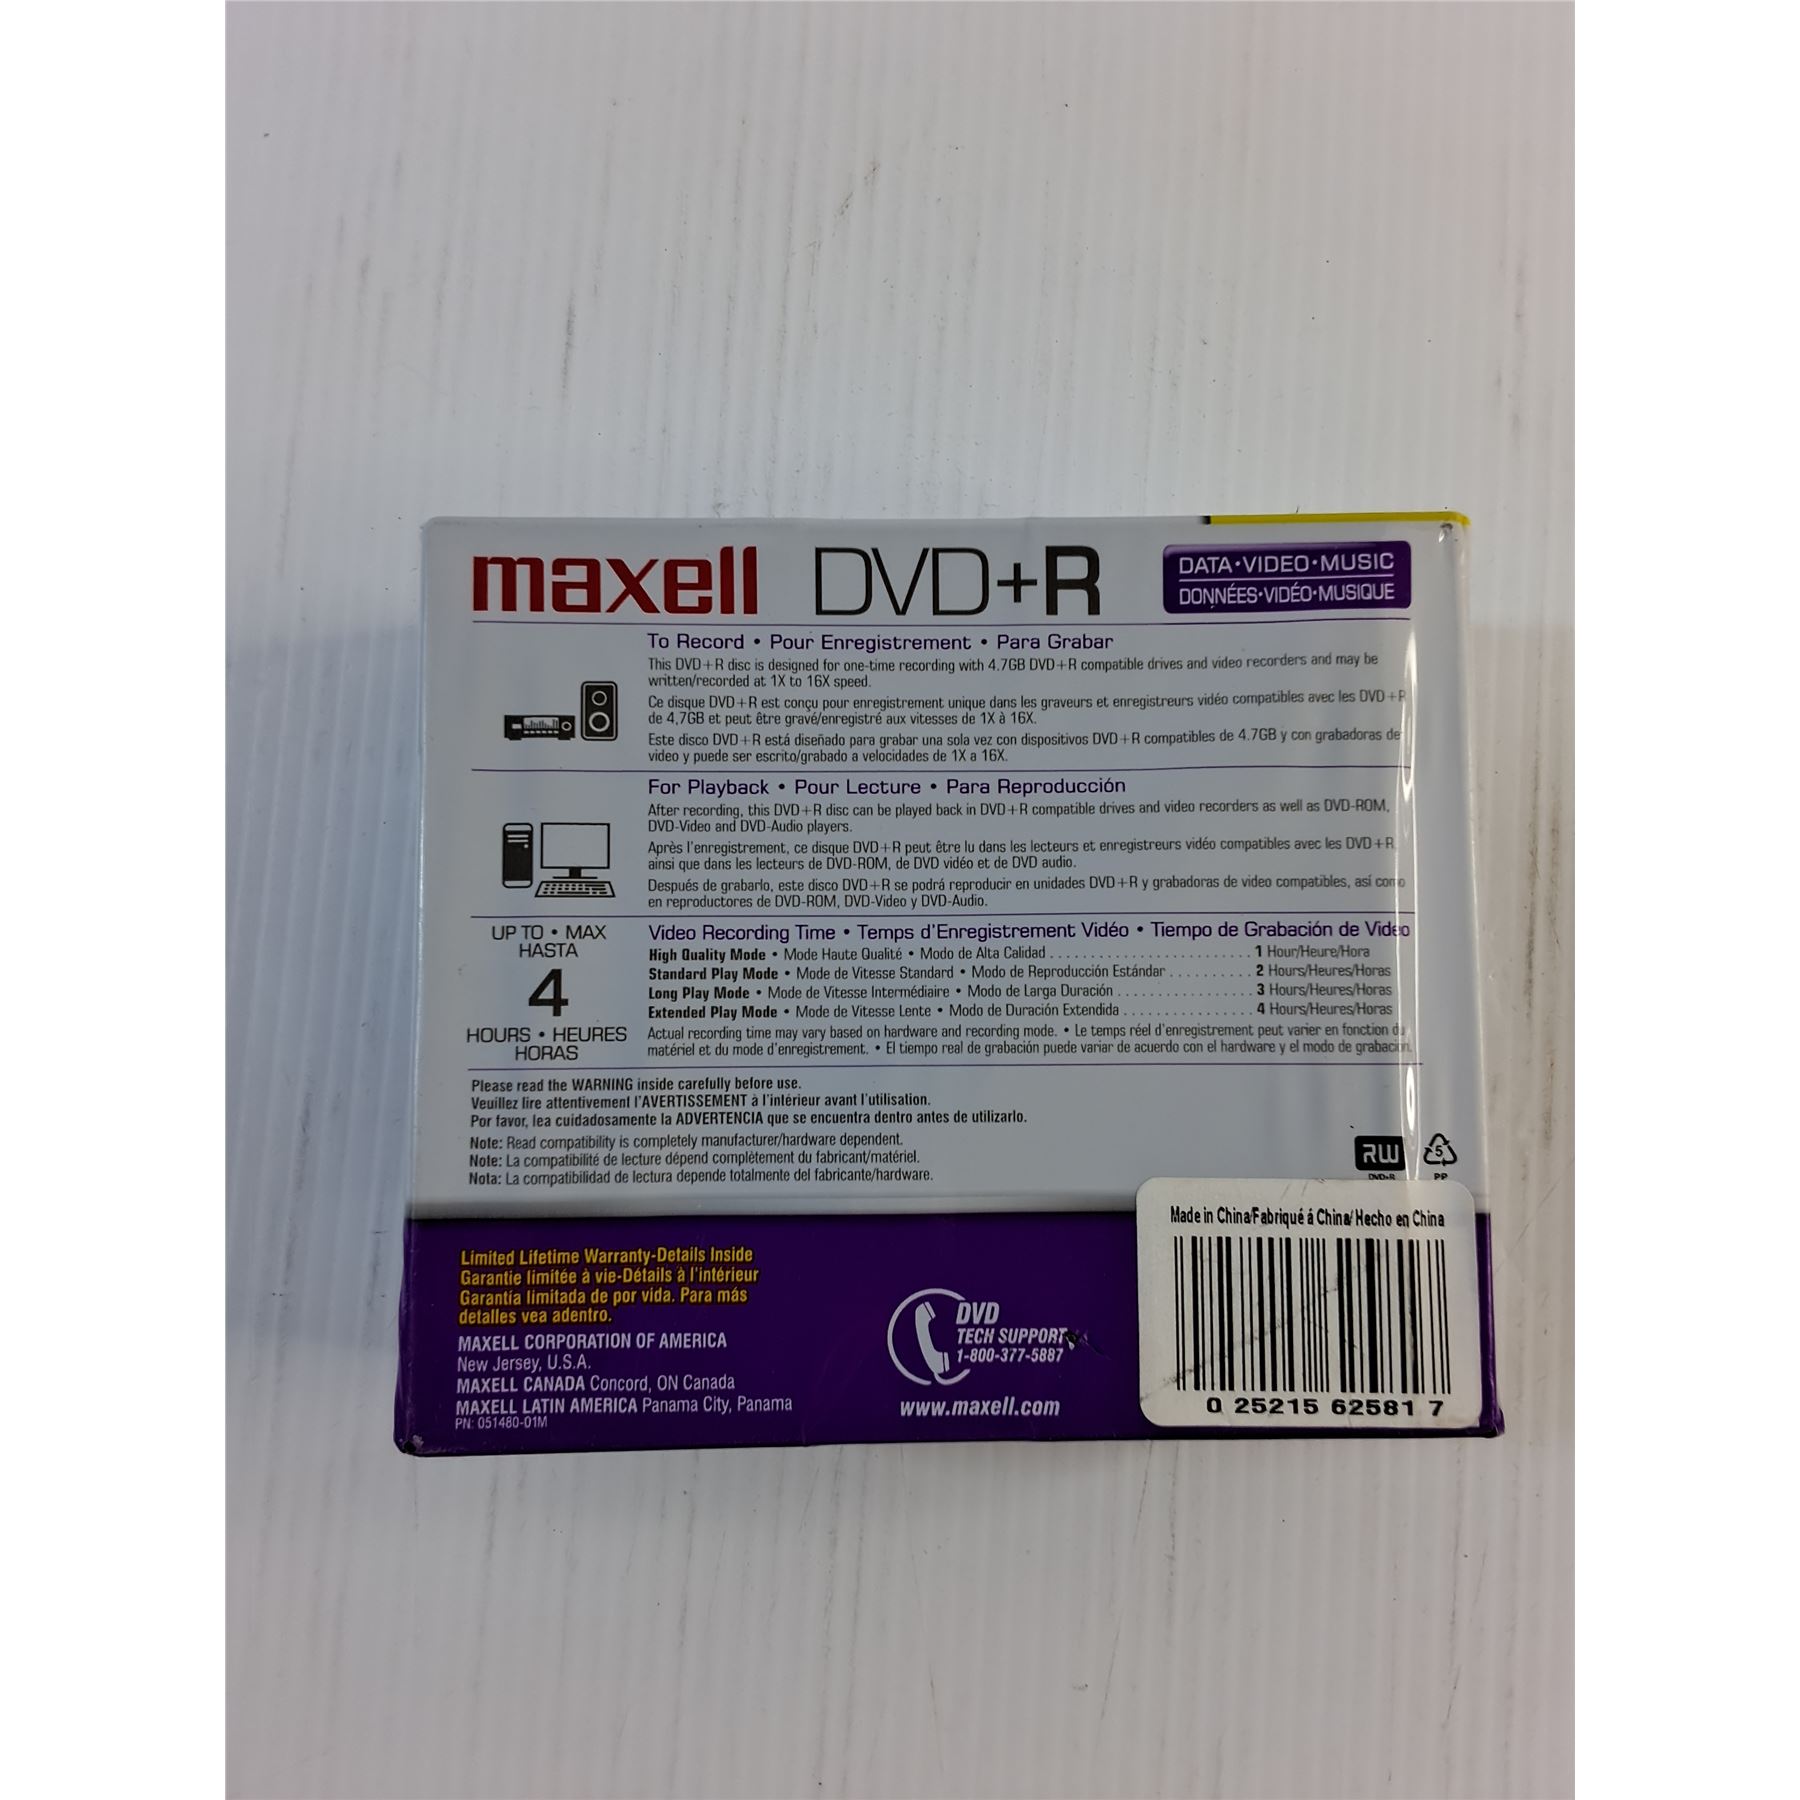 maxell DVD+R
DATA•VIDEO•MUSIC
DONNÉES•VIDÉO•MUSIQUE
To Record • Pour Enregistrement • Para Grabar
This DVD+R disc is designed for one-time recording with 4.7GB DVD+R compatible drives and video recorders and may be
written/recorded at 1X to 16X speed.
Ce disque DVD+R est conçu pour enregistrement unique dans les graveurs et enregistreurs vidéo compatibles avec les DVD+R
de 4,7GB et peut être gravé/enregistré aux vitesses de 1X à 16X.
Este disco DVD+R está diseñado para grabar una sola vez con dispositivos DVD+R compatibles de 4.7GB y con grabadoras de
video y puede ser escrito/grabado a velocidades de 1X a 16X.
For Playback • Pour Lecture • Para Reproducción
After recording, this DVD+R disc can be played back in DVD+R compatible drives and video recorders as well as DVD-ROM,
DVD-Video and DVD-Audio players.
Après l'enregistrement, ce disque DVD+R peut être lu dans les lecteurs et enregistreurs vidéo compatibles avec les DVD+R
ainsi que dans les lecteurs de DVD-ROM, de DVD vidéo et de DVD audio.
Después de grabarlo, este disco DVD+R se podrá reproducir en unidades DVD+R y grabadoras de video compatibles, así como
en reproductores de DVD-ROM, DVD-Video y DVD-Audio.
UP TO • MAX
HASTA
4
HOURS • HEURES
HORAS
Video Recording Time • Temps d'Enregistrement Vidéo • Tiempo de Grabación de Video
High Quality Mode • Mode Haute Qualité • Modo de Alta Calidad . . . . . . . . . . . . . . . . . . . . . . . . . 1 Hour/Heure/Hora
Standard Play Mode • Mode de Vitesse Standard • Modo de Reproducción Estándar . . . . . . . . . . 2 Hours/Heures/Horas
Long Play Mode • Mode de Vitesse Intermédiaire • Modo de Larga Duración . . . . . . . . . . . . . . . . . 3 Hours/Heures/Horas
Extended Play Mode • Mode de Vitesse Lente • Modo de Duración Extendida . . . . . . . . . . . . . . . . 4 Hours/Heures/Horas
Actual recording time may vary based on hardware and recording mode. • Le temps réel d'enregistrement peut varier en fonction du
matériel et du mode d'enregistrement. • El tiempo real de grabación puede variar de acuerdo con el hardware y el modo de grabación.
Please read the WARNING inside carefully before use.
Veuillez lire attentivement l'AVERTISSEMENT à l'intérieur avant l'utilisation.
Por favor, lea cuidadosamente la ADVERTENCIA que se encuentra dentro antes de utilizarlo.
Note: Read compatibility is completely manufacturer/hardware dependent.
Note: La compatibilité de lecture dépend complètement du fabricant/matériel.
Nota: La compatibilidad de lectura depende totalmente del fabricante/hardware.
RW
DVD+R
5
PP
Made in China/Fabriqué á China/ Hecho en China
0 25215 62581 7
Limited Lifetime Warranty-Details Inside
Garantie limitée à vie-Détails à l'intérieur
Garantía limitada de por vida. Para más
detalles vea adentro.
MAXELL CORPORATION OF AMERICA
New Jersey, U.S.A.
MAXELL CANADA Concord, ON Canada
MAXELL LATIN AMERICA Panama City, Panama
PN: 051480-01M
DVD
TECH SUPPORT
1-800-377-5887
www.maxell.com